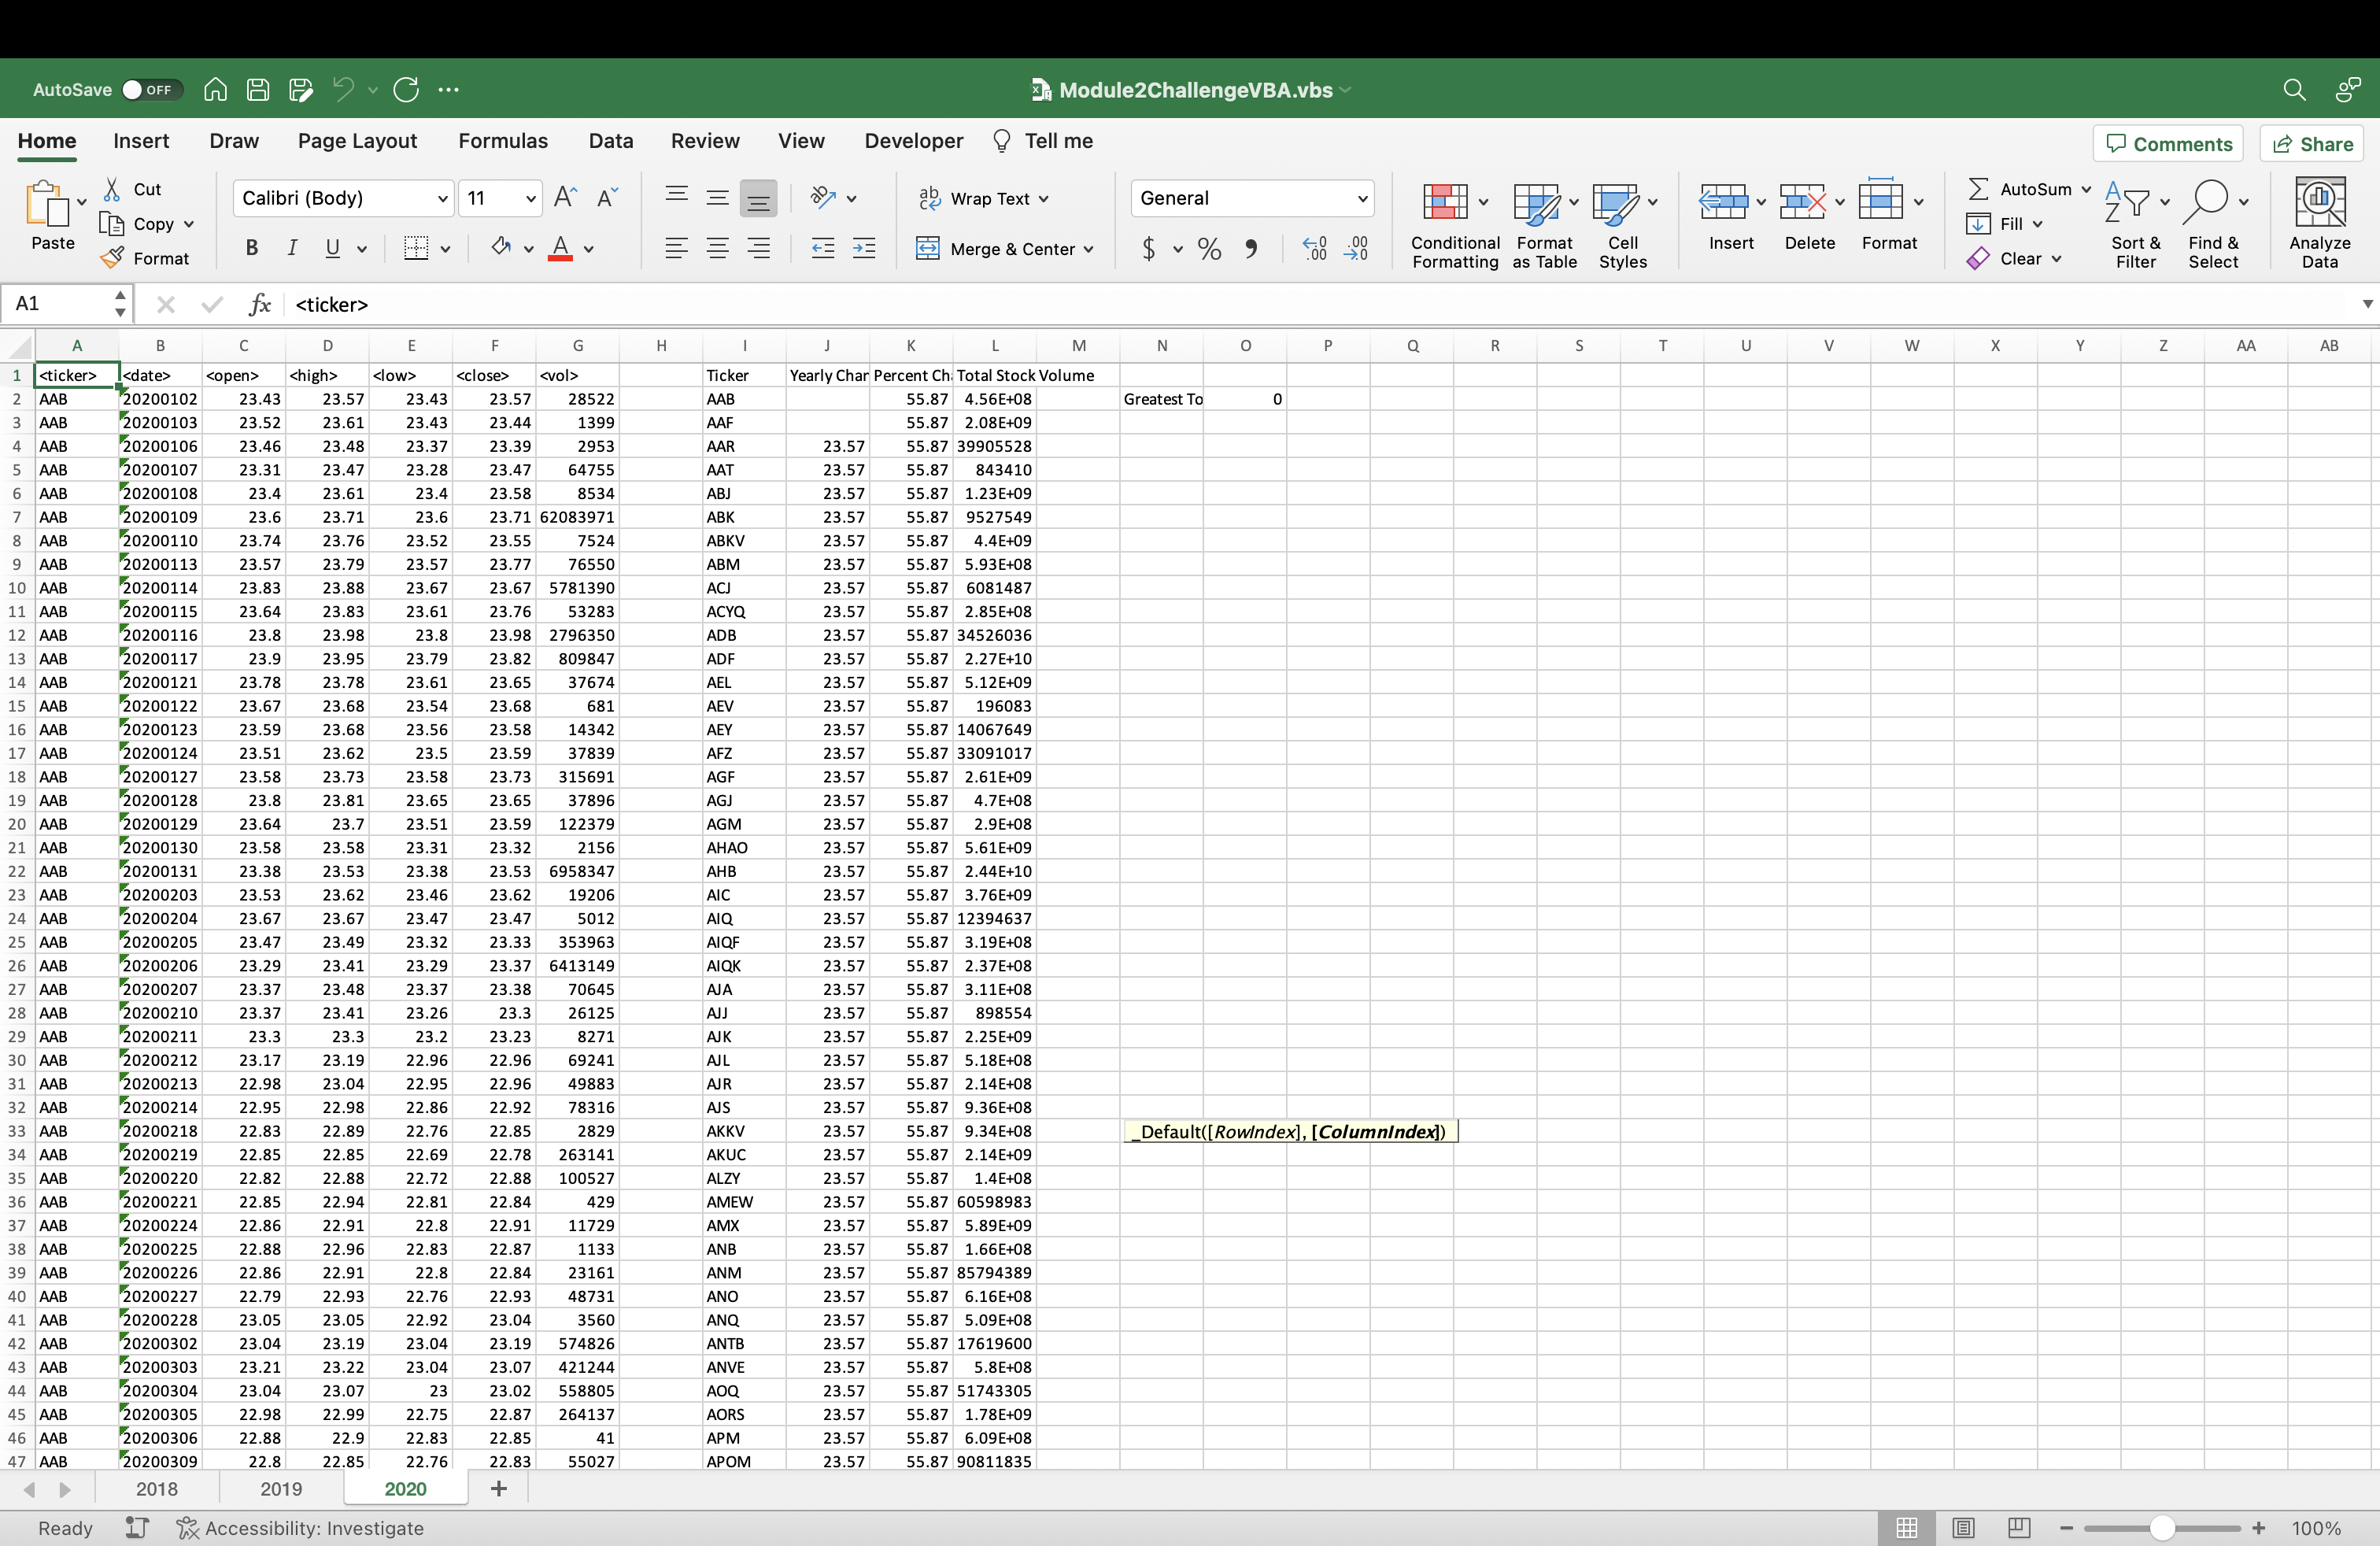 AutoSave OFF Module2ChallengeVBA.vbs
Home Insert Draw Page Layout Formulas Data Review View Developer Tell me Comments Share
Paste Cut Copy Format
Calibri (Body) 11
B I U A
Wrap Text Merge & Center
General
$ %
Conditional Formatting Format as Table Cell Styles
Insert Delete Format
AutoSum Fill Clear
Sort & Filter Find & Select Analyze Data
A1 fx <ticker>
A B C D E F G H I J K L M N O P Q R S T U V W X Y Z AA AB
1 <ticker> <date> <open> <high> <low> <close> <vol> Ticker Yearly Char Percent Ch Total Stock Volume
2 AAB 20200102 23.43 23.57 23.43 23.57 28522 AAB 55.87 4.56E+08 Greatest To 0
3 AAB 20200103 23.52 23.61 23.43 23.44 1399 AAF 55.87 2.08E+09
4 AAB 20200106 23.46 23.48 23.37 23.39 2953 AAR 23.57 55.87 39905528
5 AAB 20200107 23.31 23.47 23.28 23.47 64755 AAT 23.57 55.87 843410
6 AAB 20200108 23.4 23.61 23.4 23.58 8534 ABJ 23.57 55.87 1.23E+09
7 AAB 20200109 23.6 23.71 23.6 23.71 62083971 ABK 23.57 55.87 9527549
8 AAB 20200110 23.74 23.76 23.52 23.55 7524 ABKV 23.57 55.87 4.4E+09
9 AAB 20200113 23.57 23.79 23.57 23.77 76550 ABM 23.57 55.87 5.93E+08
10 AAB 20200114 23.83 23.88 23.67 23.67 5781390 ACJ 23.57 55.87 6081487
11 AAB 20200115 23.64 23.83 23.61 23.76 53283 ACYQ 23.57 55.87 2.85E+08
12 AAB 20200116 23.8 23.98 23.8 23.98 2796350 ADB 23.57 55.87 34526036
13 AAB 20200117 23.9 23.95 23.79 23.82 809847 ADF 23.57 55.87 2.27E+10
14 AAB 20200121 23.78 23.78 23.61 23.65 37674 AEL 23.57 55.87 5.12E+09
15 AAB 20200122 23.67 23.68 23.54 23.68 681 AEV 23.57 55.87 196083
16 AAB 20200123 23.59 23.68 23.56 23.58 14342 AEY 23.57 55.87 14067649
17 AAB 20200124 23.51 23.62 23.5 23.59 37839 AFZ 23.57 55.87 33091017
18 AAB 20200127 23.58 23.73 23.58 23.73 315691 AGF 23.57 55.87 2.61E+09
19 AAB 20200128 23.8 23.81 23.65 23.65 37896 AGJ 23.57 55.87 4.7E+08
20 AAB 20200129 23.64 23.7 23.51 23.59 122379 AGM 23.57 55.87 2.9E+08
21 AAB 20200130 23.58 23.58 23.31 23.32 2156 AHAO 23.57 55.87 5.61E+09
22 AAB 20200131 23.38 23.53 23.38 23.53 6958347 AHB 23.57 55.87 2.44E+10
23 AAB 20200203 23.53 23.62 23.46 23.62 19206 AIC 23.57 55.87 3.76E+09
24 AAB 20200204 23.67 23.67 23.47 23.47 5012 AIQ 23.57 55.87 12394637
25 AAB 20200205 23.47 23.49 23.32 23.33 353963 AIQF 23.57 55.87 3.19E+08
26 AAB 20200206 23.29 23.41 23.29 23.37 6413149 AIQK 23.57 55.87 2.37E+08
27 AAB 20200207 23.37 23.48 23.37 23.38 70645 AJA 23.57 55.87 3.11E+08
28 AAB 20200210 23.37 23.41 23.26 23.3 26125 AJJ 23.57 55.87 898554
29 AAB 20200211 23.3 23.3 23.2 23.23 8271 AJK 23.57 55.87 2.25E+09
30 AAB 20200212 23.17 23.19 22.96 22.96 69241 AJL 23.57 55.87 5.18E+08
31 AAB 20200213 22.98 23.04 22.95 22.96 49883 AJR 23.57 55.87 2.14E+08
32 AAB 20200214 22.95 22.98 22.86 22.92 78316 AJS 23.57 55.87 9.36E+08
33 AAB 20200218 22.83 22.89 22.76 22.85 2829 AKKV 23.57 55.87 9.34E+08 _Default([RowIndex], [ColumnIndex])
34 AAB 20200219 22.85 22.85 22.69 22.78 263141 AKUC 23.57 55.87 2.14E+09
35 AAB 20200220 22.82 22.88 22.72 22.88 100527 ALZY 23.57 55.87 1.4E+08
36 AAB 20200221 22.85 22.94 22.81 22.84 429 AMEW 23.57 55.87 60598983
37 AAB 20200224 22.86 22.91 22.8 22.91 11729 AMX 23.57 55.87 5.89E+09
38 AAB 20200225 22.88 22.96 22.83 22.87 1133 ANB 23.57 55.87 1.66E+08
39 AAB 20200226 22.86 22.91 22.8 22.84 23161 ANM 23.57 55.87 85794389
40 AAB 20200227 22.79 22.93 22.76 22.93 48731 ANO 23.57 55.87 6.16E+08
41 AAB 20200228 23.05 23.05 22.92 23.04 3560 ANQ 23.57 55.87 5.09E+08
42 AAB 20200302 23.04 23.19 23.04 23.19 574826 ANTB 23.57 55.87 17619600
43 AAB 20200303 23.21 23.22 23.04 23.07 421244 ANVE 23.57 55.87 5.8E+08
44 AAB 20200304 23.04 23.07 23 23.02 558805 AOQ 23.57 55.87 51743305
45 AAB 20200305 22.98 22.99 22.75 22.87 264137 AORS 23.57 55.87 1.78E+09
46 AAB 20200306 22.88 22.9 22.83 22.85 41 APM 23.57 55.87 6.09E+08
47 AAB 20200309 22.8 22.85 22.76 22.83 55027 APOM 23.57 55.87 90811835
2018 2019 2020
Ready Accessibility: Investigate 100%